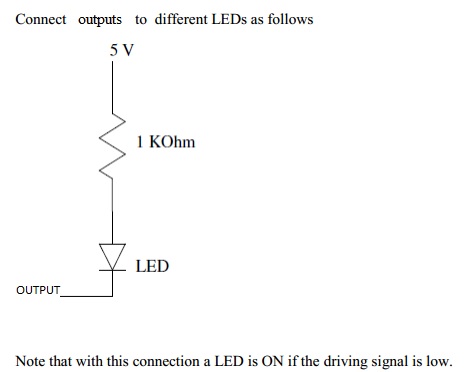 Connect outputs to different LEDs as follows
5 V
1 KOhm
LED
OUTPUT
Note that with this connection a LED is ON if the driving signal is low.